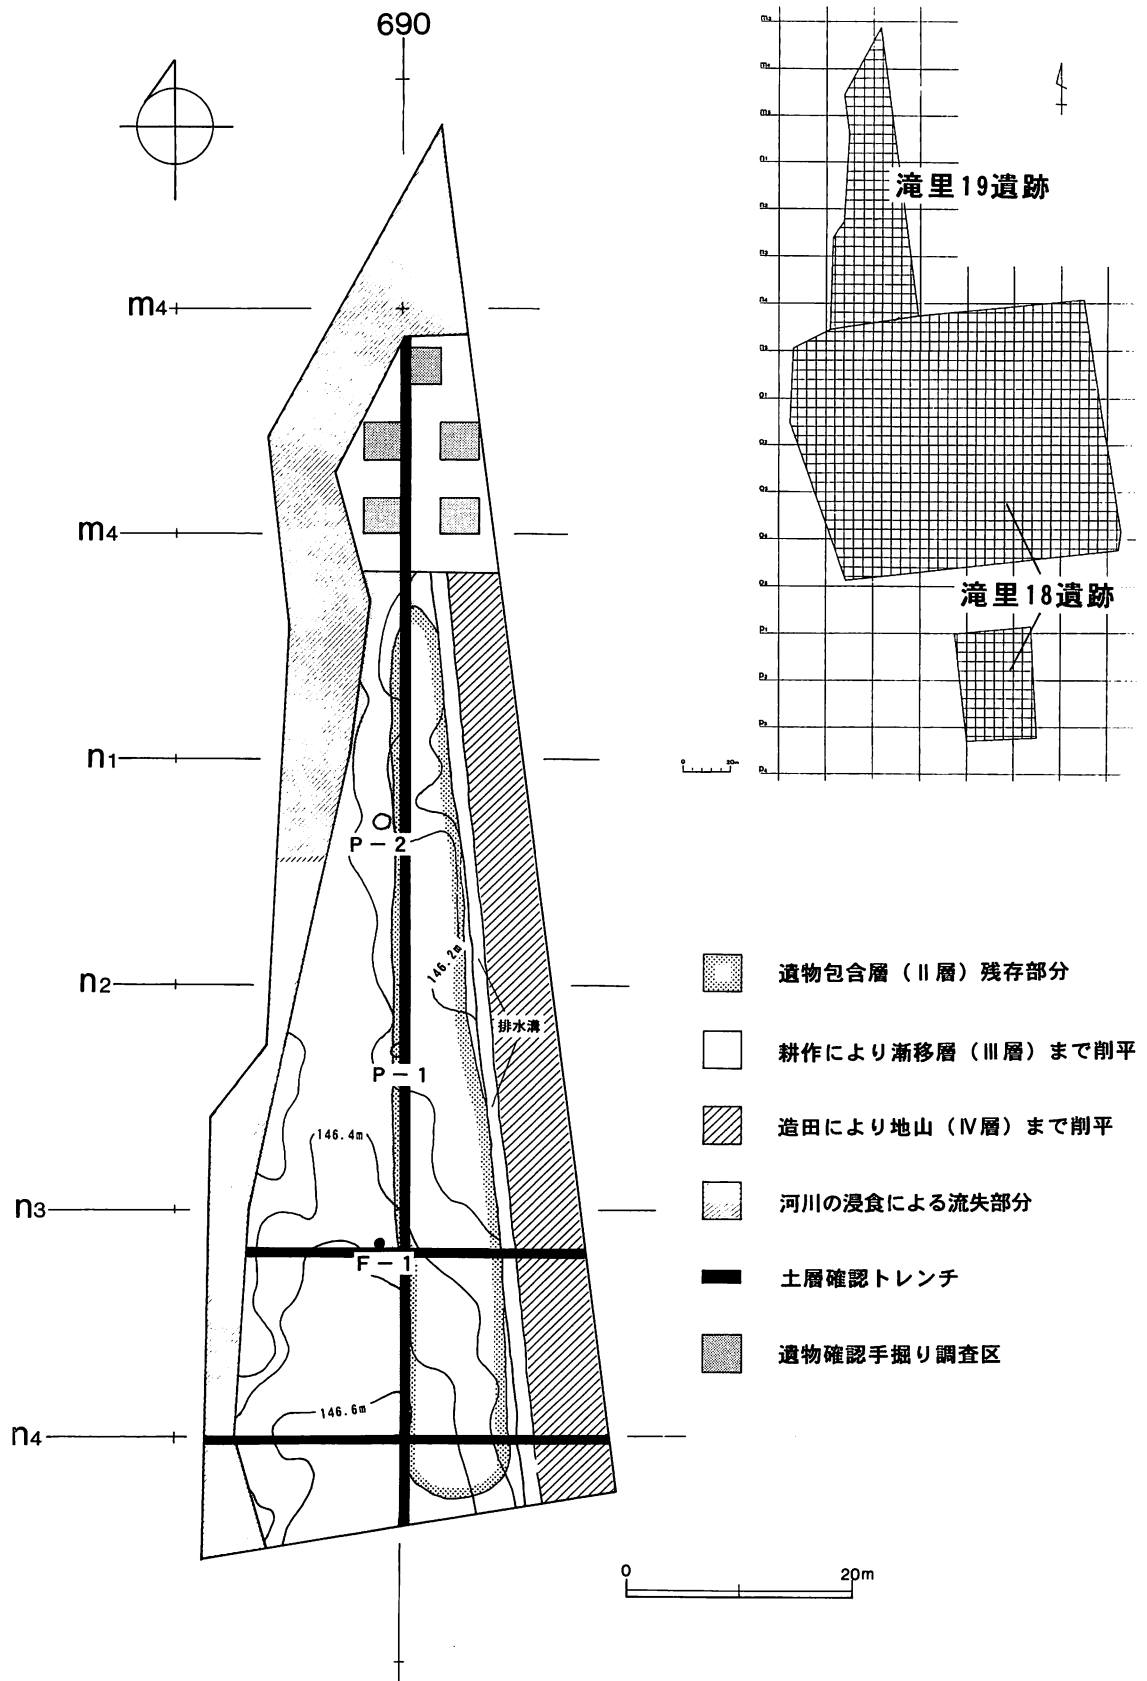 690
m4
m4
n1
n2
n3
n4
P-2
P-1
F-1
146.2m
146.4m
146.6m
排水溝
0 20m
滝里19遺跡
滝里18遺跡
0 20m
遺物包含層(Ⅱ層)残存部分
耕作により漸移層(Ⅲ層)まで削平
造田により地山(Ⅳ層)まで削平
河川の浸食による流失部分
土層確認トレンチ
遺物確認手掘り調査区